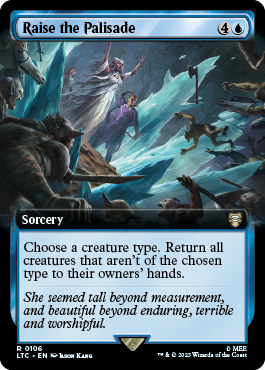 Raise the Palisade 4
Sorcery
Choose a creature type. Return all
creatures that aren't of the chosen
type to their owners' hands.
She seemed tall beyond measurement,
and beautiful beyond enduring, terrible
and worshipful.
R 0106
LTC • EN Jason Kang
© MEE
™ & © 2023 Wizards of the Coast